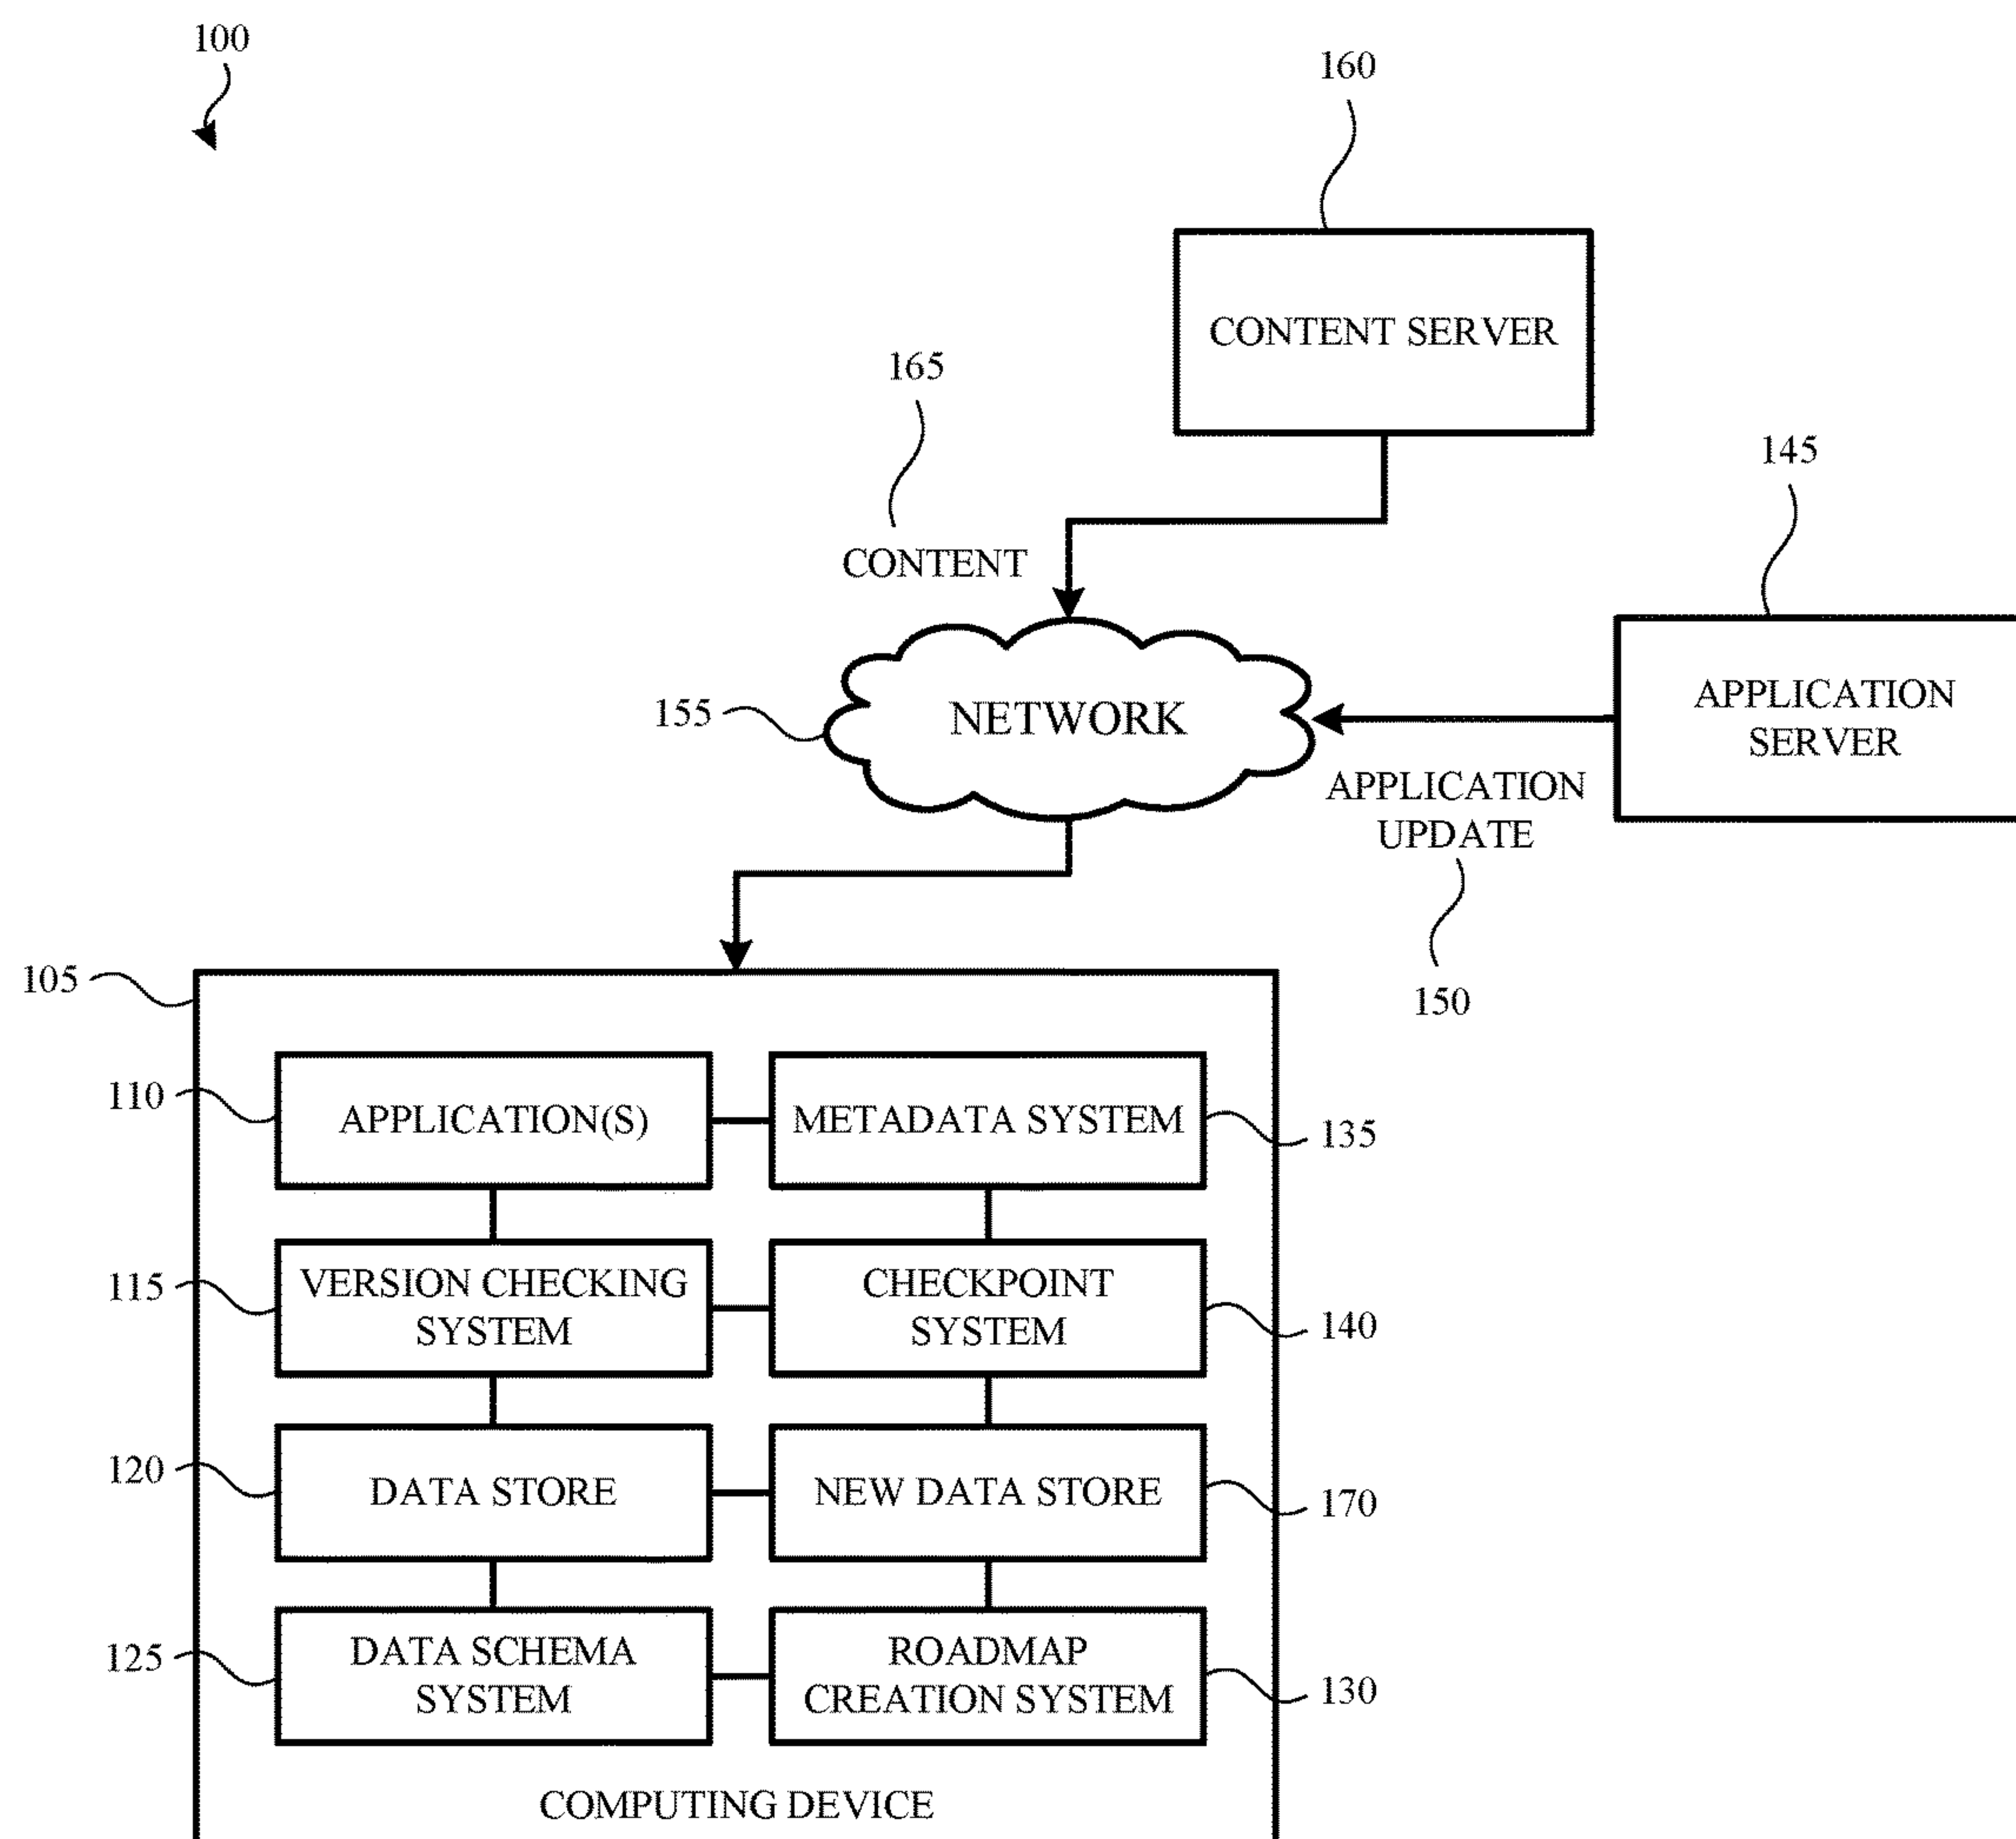 100
160
CONTENT SERVER
165
145
CONTENT
155
NETWORK
APPLICATION
SERVER
APPLICATION
UPDATE
150
105
110
APPLICATION(S)
METADATA SYSTEM
135
115
VERSION CHECKING
SYSTEM
CHECKPOINT
SYSTEM
140
120
DATA STORE
NEW DATA STORE
170
125
DATA SCHEMA
SYSTEM
ROADMAP
CREATION SYSTEM
130
COMPUTING DEVICE